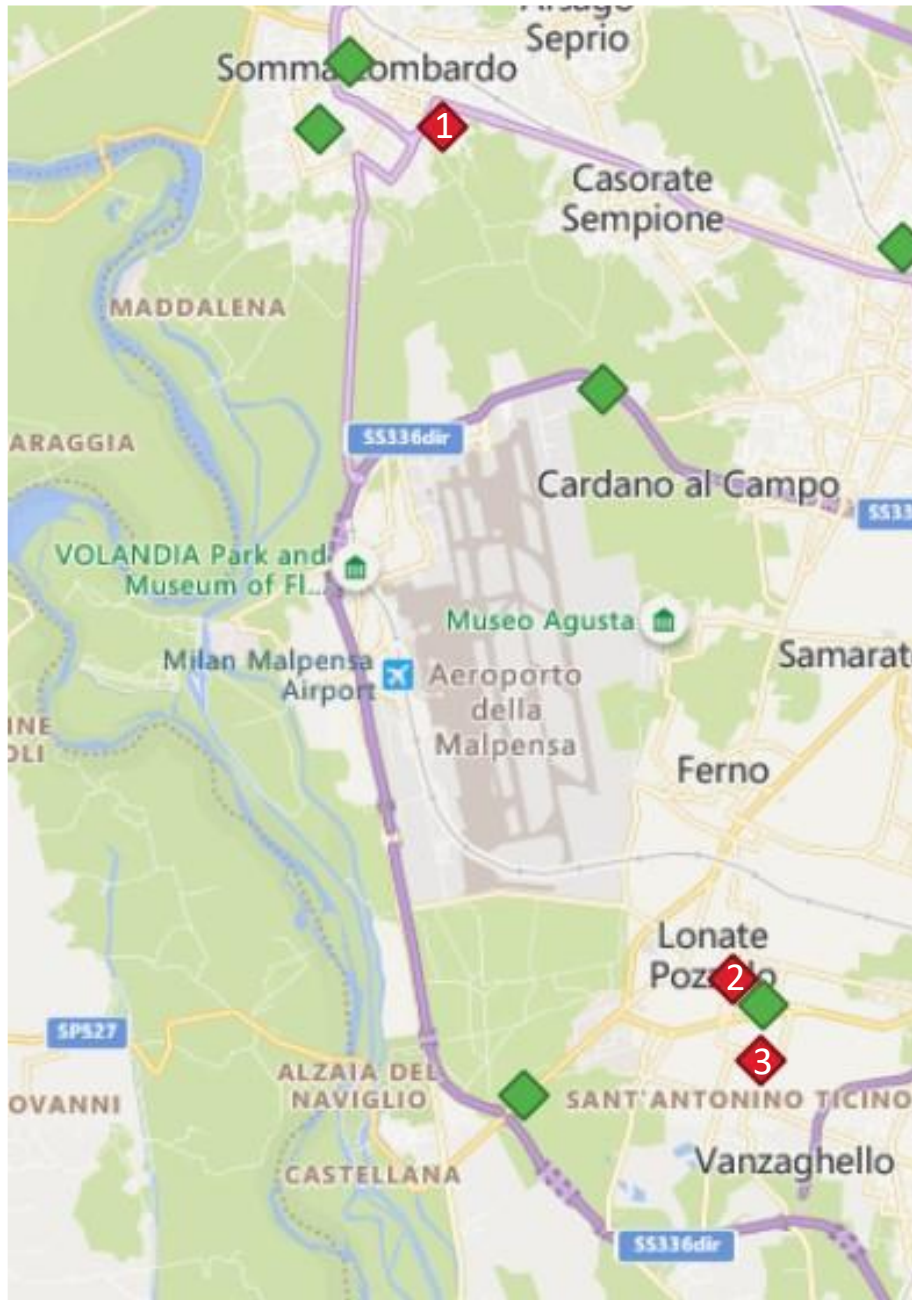 Seprio
Somma Lombardo
1
Casorate
Sempione
MADDALENA
ARAGGIA
SS336dir
Cardano al Campo
SS33
VOLANDIA Park and
Museum of Fl...
Museo Agusta
Milan Malpensa
Airport
Aeroporto
della
Malpensa
Samarat
INE
OLI
Ferno
Lonate
2
3
SPS27
ALZAIA DEL
NAVIGLIO
OVANNI
SANT'ANTONINO TICINO
CASTELLANA
Vanzaghello
SS336dir